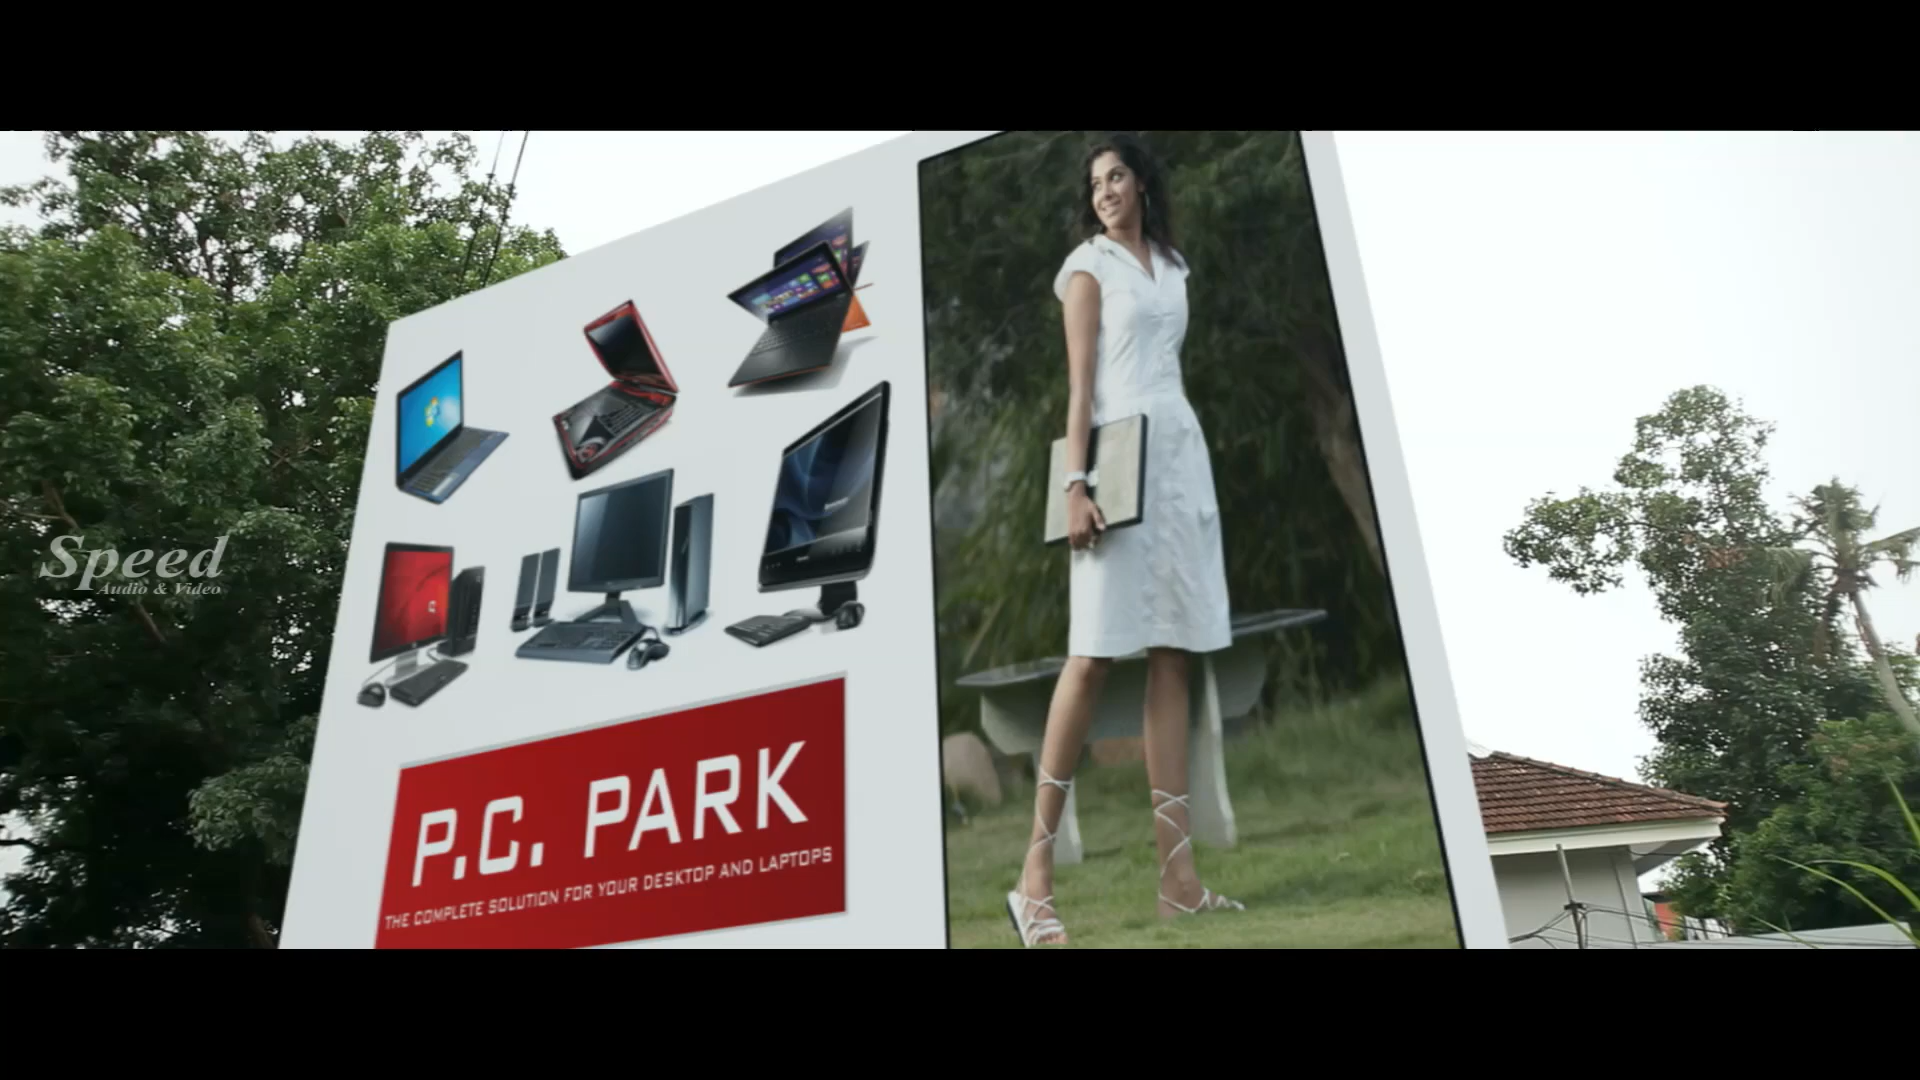 Speed
Audio & Video
P.C. PARK
THE COMPLETE SOLUTION FOR YOUR DESKTOP AND LAPTOPS